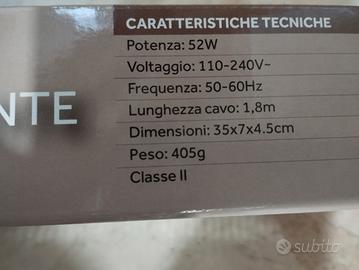 CARATTERISTICHE TECNICHE
Potenza: 52W
Voltaggio: 110-240V~
Frequenza: 50-60Hz
Lunghezza cavo: 1,8m
NTE
Dimensioni: 35x7x4.5cm
Peso: 405g
Classe II
subito